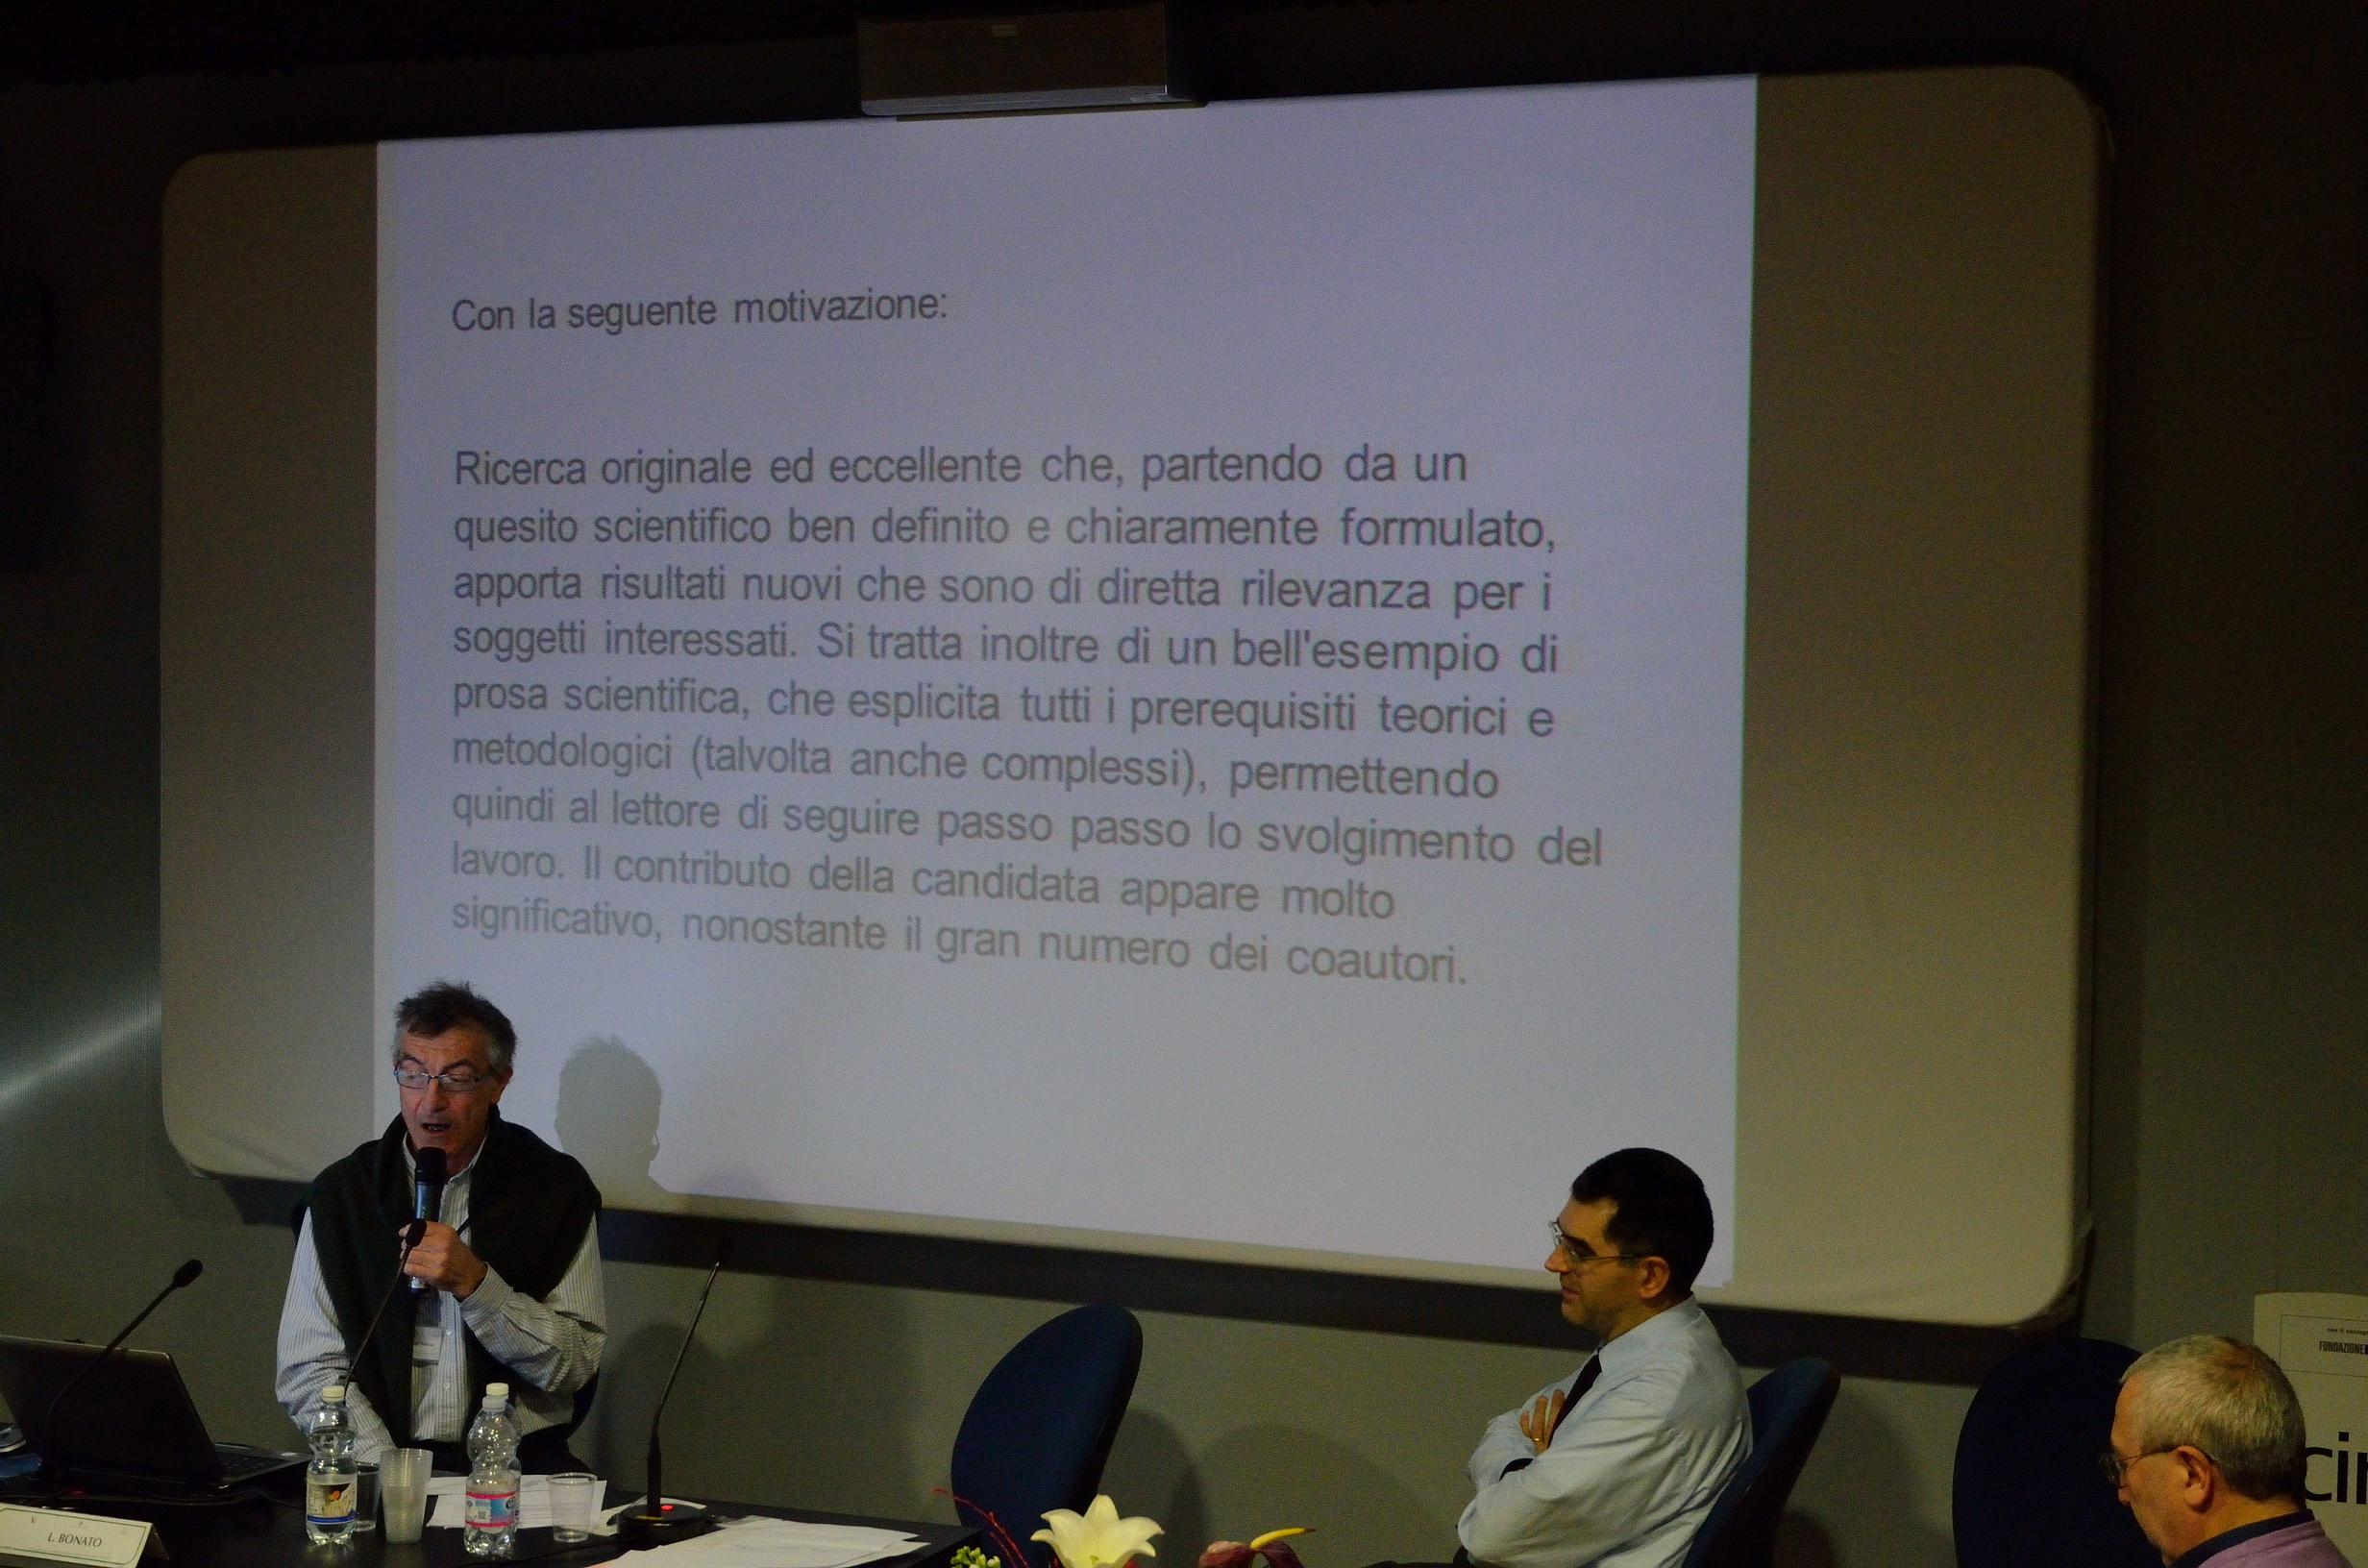 Con la seguente motivazione:
Ricerca originale ed eccellente che, partendo da un
quesito scientifico ben definito e chiaramente formulato,
apporta risultati nuovi che sono di diretta rilevanza per i
soggetti interessati. Si tratta inoltre di un bell'esempio di
prosa scientifica, che esplicita tutti i prerequisiti teorici e
metodologici (talvolta anche complessi), permettendo
quindi al lettore di seguire passo passo lo svolgimento del
lavoro. Il contributo della candidata appare molto
significativo, nonostante il gran numero dei coautori.
L. BONATO
FUNDAZIONE